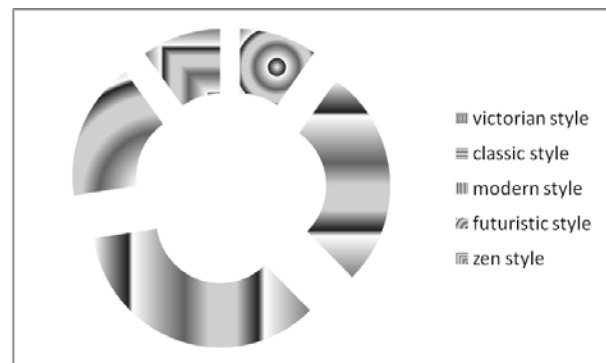 victorian style
classic style
modern style
futuristic style
zen style